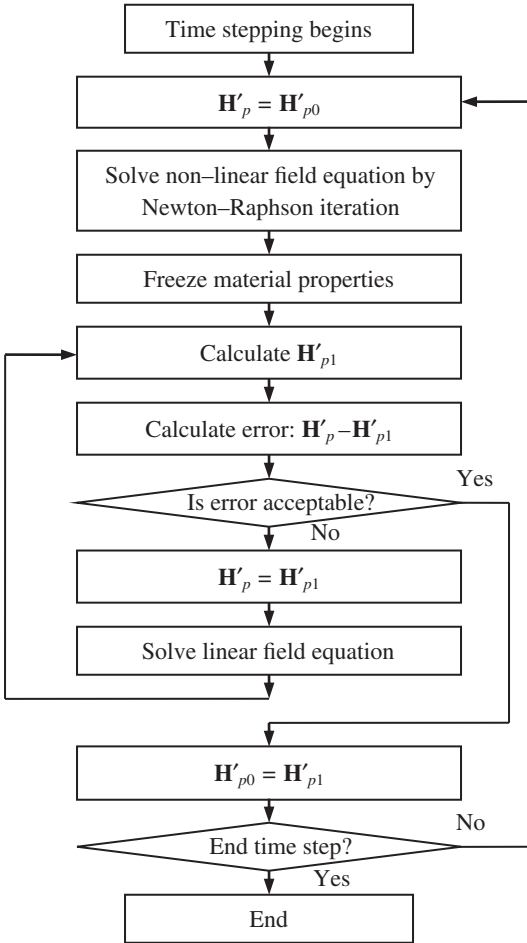 Time stepping begins
H′p = H′p0
Solve non–linear field equation by
Newton–Raphson iteration
Freeze material properties
Calculate H′p1
Calculate error: H′p–H′p1
Yes
Is error acceptable?
No
H′p = H′p1
Solve linear field equation
H′p0 = H′p1
No
End time step?
Yes
End